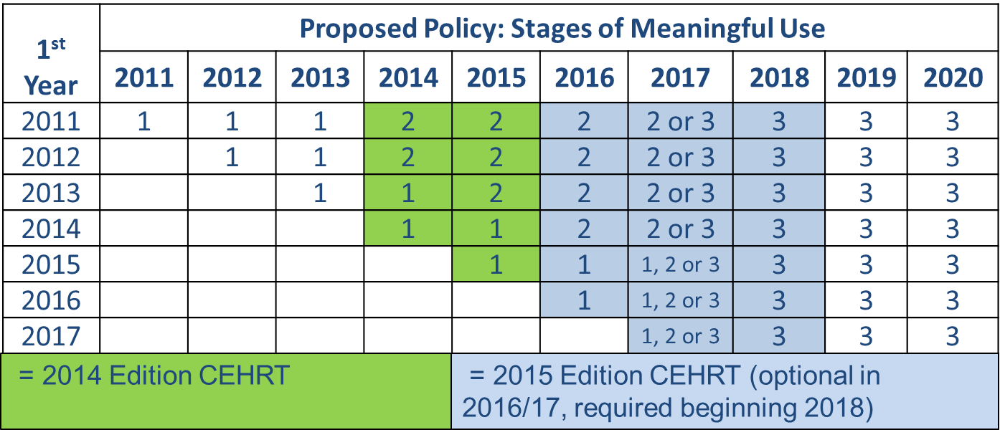 1st
Year
Proposed Policy: Stages of Meaningful Use
2011 2012 2013 2014 2015 2016 2017 2018 2019 2020
2011 1 1 1 2 2 2 2 or 3 3 3 3
2012 1 1 2 2 2 2 or 3 3 3 3
2013 1 1 2 2 2 or 3 3 3 3
2014 1 1 2 2 or 3 3 3 3
2015 1 1 1, 2 or 3 3 3 3
2016 1 1, 2 or 3 3 3 3
2017 1, 2 or 3 3 3 3
= 2014 Edition CEHRT
= 2015 Edition CEHRT (optional in
2016/17, required beginning 2018)